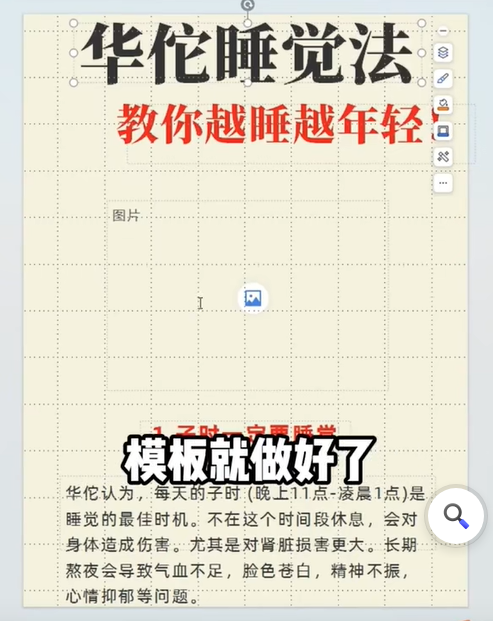 华佗睡觉法
教你越睡越年轻!
图片
1.子时一定要睡觉
模板就做好了
华佗认为，每天的子时 (晚上11点-凌晨1点)是
睡觉的最佳时机。不在这个时间段休息，会对
身体造成伤害。尤其是对肾脏损害更大。长期
熬夜会导致气血不足，脸色苍白，精神不振，
心情抑郁等问题。